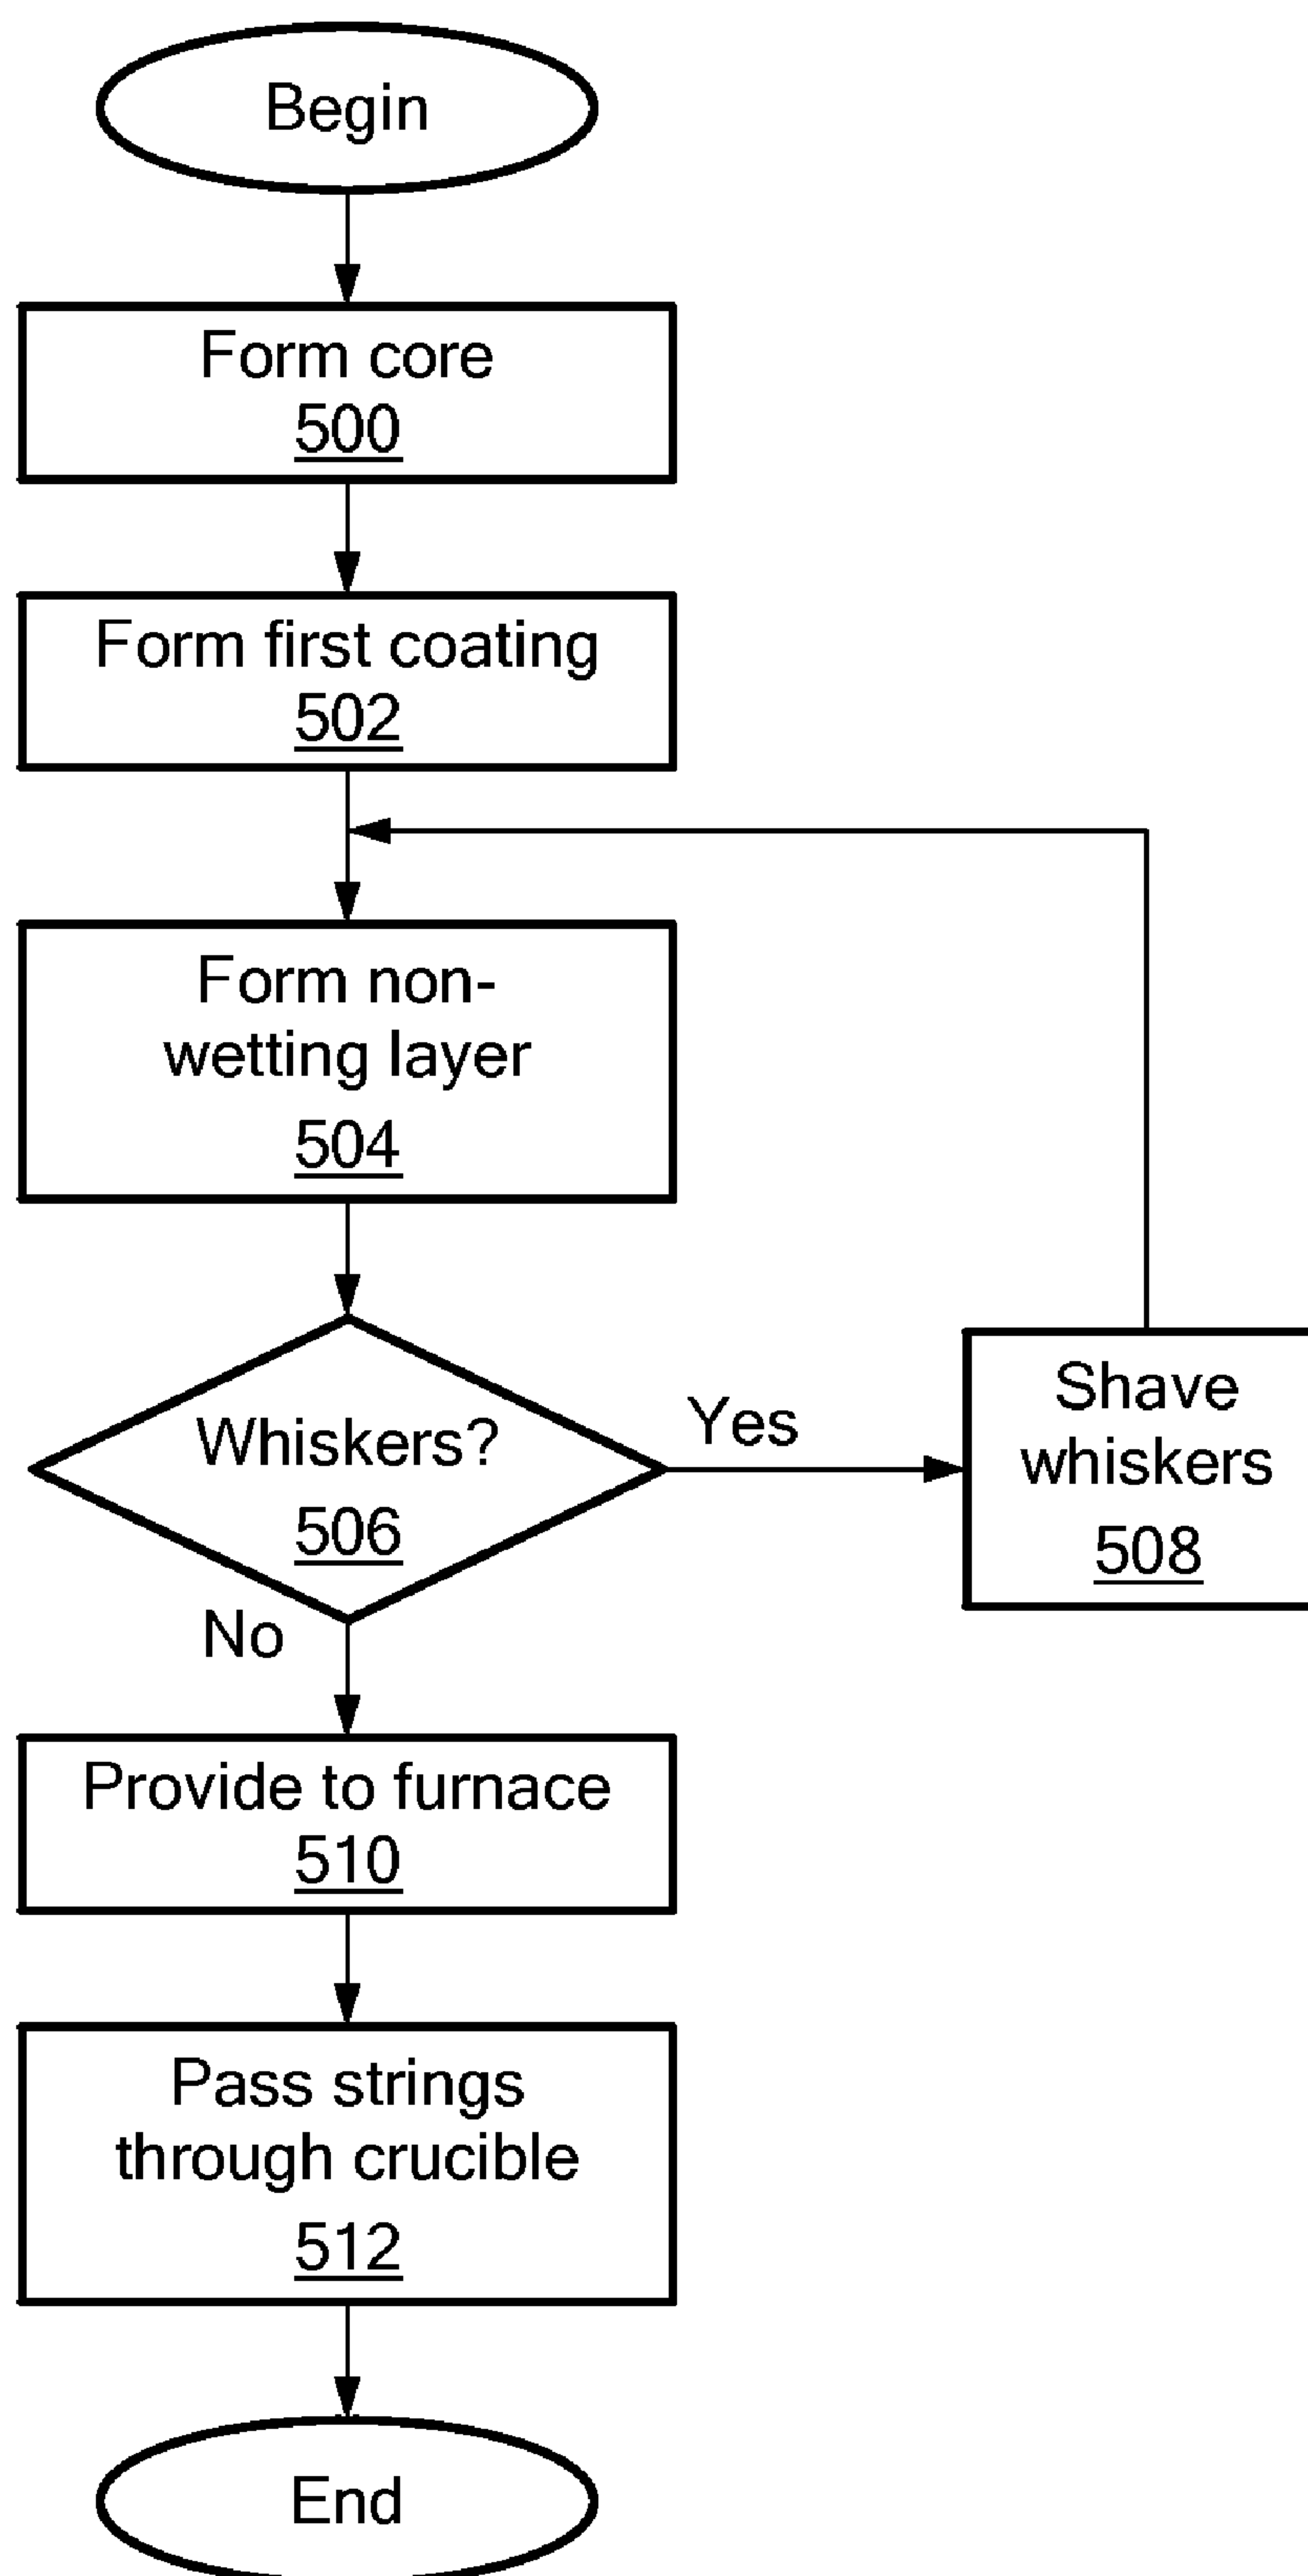 Begin
Form core
500
Form first coating
502
Form non-
wetting layer
504
Whiskers?
506
Yes
Shave
whiskers
508
No
Provide to furnace
510
Pass strings
through crucible
512
End